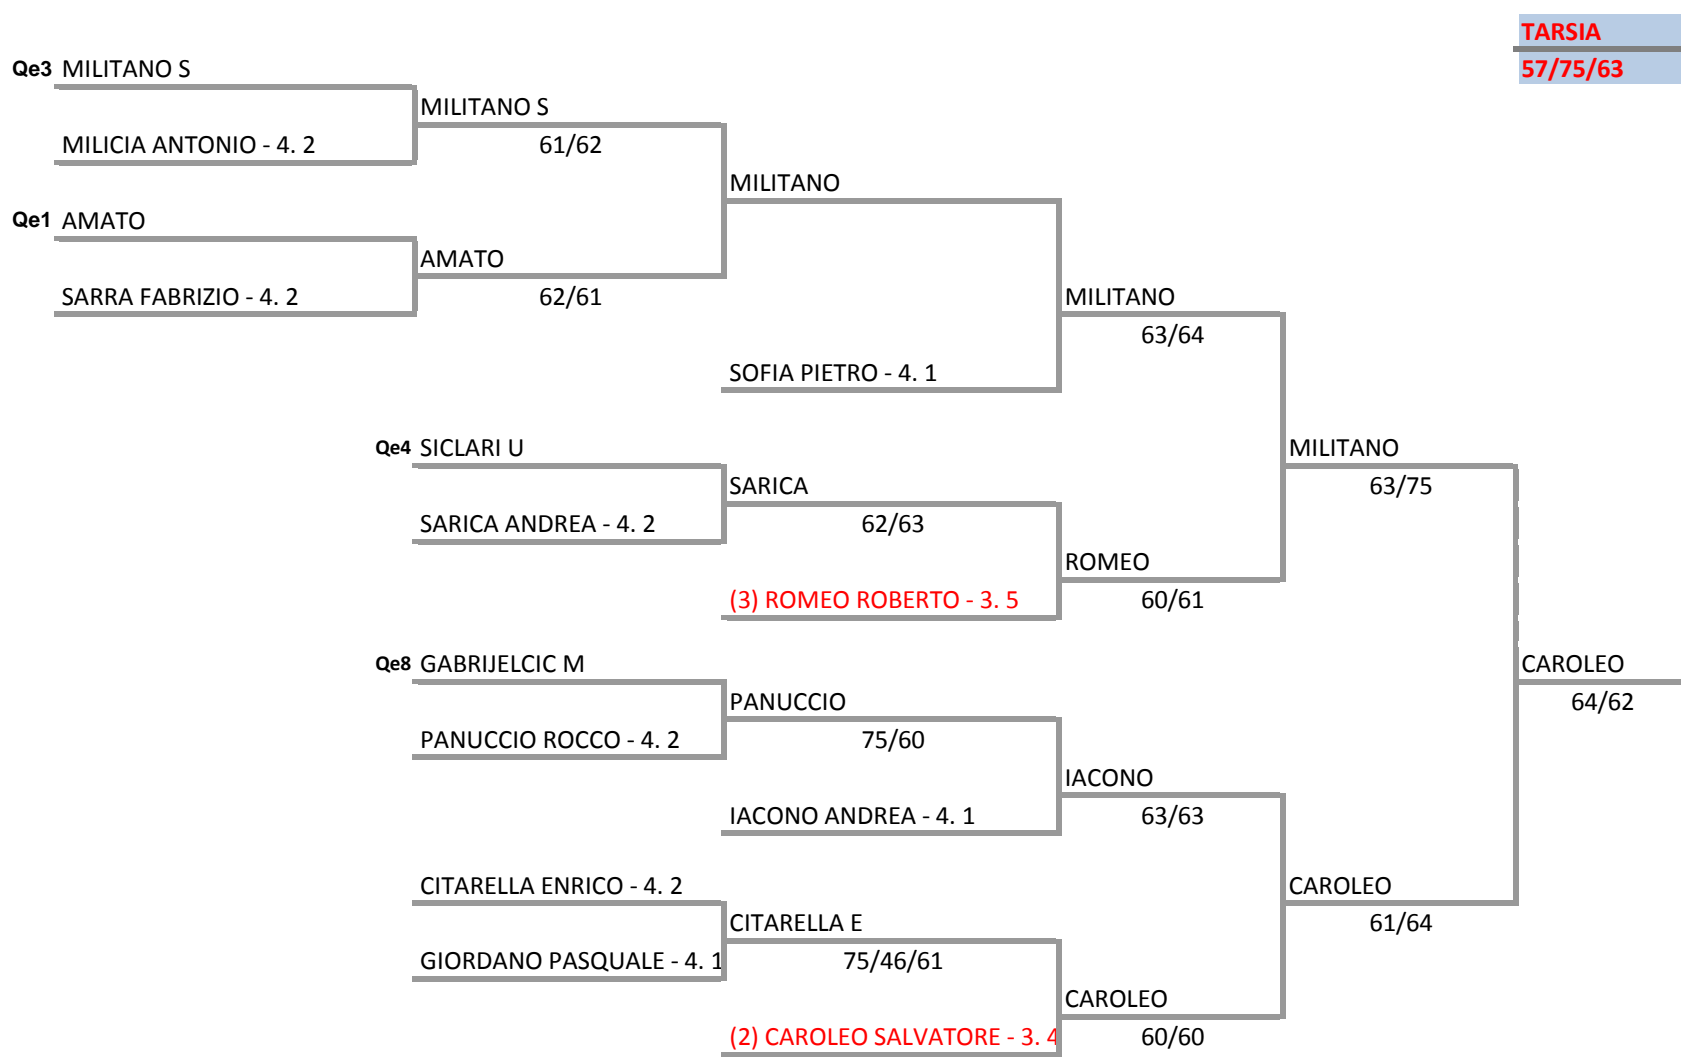 TARSIA
57/75/63
Qe3 MILITANO S
MILITANO S
MILICIA ANTONIO - 4. 2
61/62
MILITANO
Qe1 AMATO
AMATO
SARRA FABRIZIO - 4. 2
62/61
MILITANO
63/64
SOFIA PIETRO - 4. 1
Qe4 SICLARI U
MILITANO
63/75
SARICA
SARICA ANDREA - 4. 2
62/63
ROMEO
(3) ROMEO ROBERTO - 3. 5
60/61
Qe8 GABRIJELCIC M
CAROLEO
64/62
PANUCCIO
PANUCCIO ROCCO - 4. 2
75/60
IACONO
IACONO ANDREA - 4. 1
63/63
CITARELLA ENRICO - 4. 2
CAROLEO
61/64
CITARELLA E
GIORDANO PASQUALE - 4. 1
75/46/61
CAROLEO
(2) CAROLEO SALVATORE - 3. 4
60/60